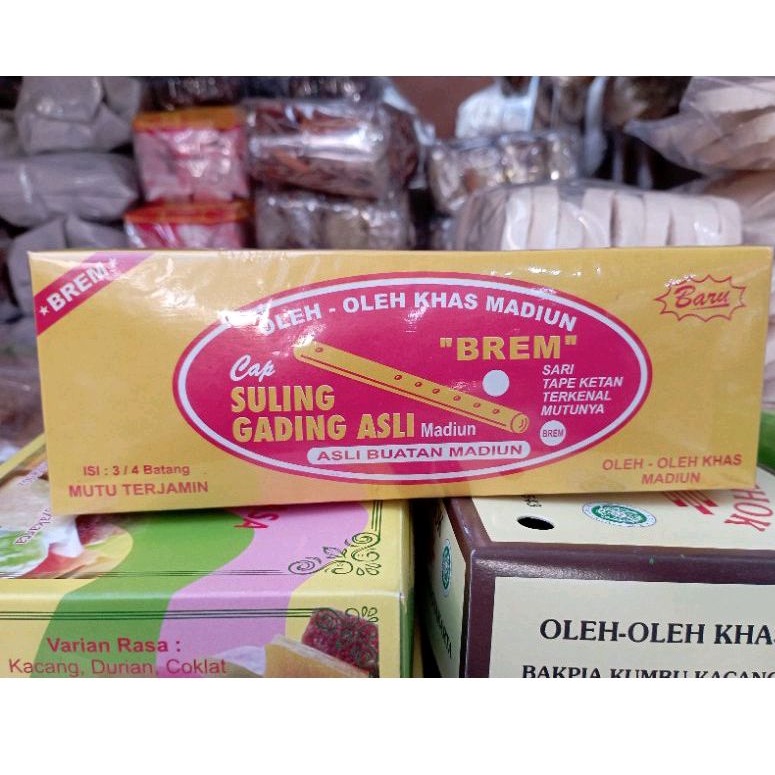 ★BREM★
OLEH - OLEH KHAS MADIUN
Baru
"BREM"
Cap
SULING
GADING ASLI Madiun
SARI
TAPE KETAN
TERKENAL
MUTUNYA
BREM
ASLI BUATAN MADIUN
ISI : 3 / 4 Batang
MUTU TERJAMIN
OLEH - OLEH KHAS
MADIUN
Varian Rasa :
Kacang, Durian, Coklat
OLEH-OLEH KHA
BAKPIA KUMBU KACANG